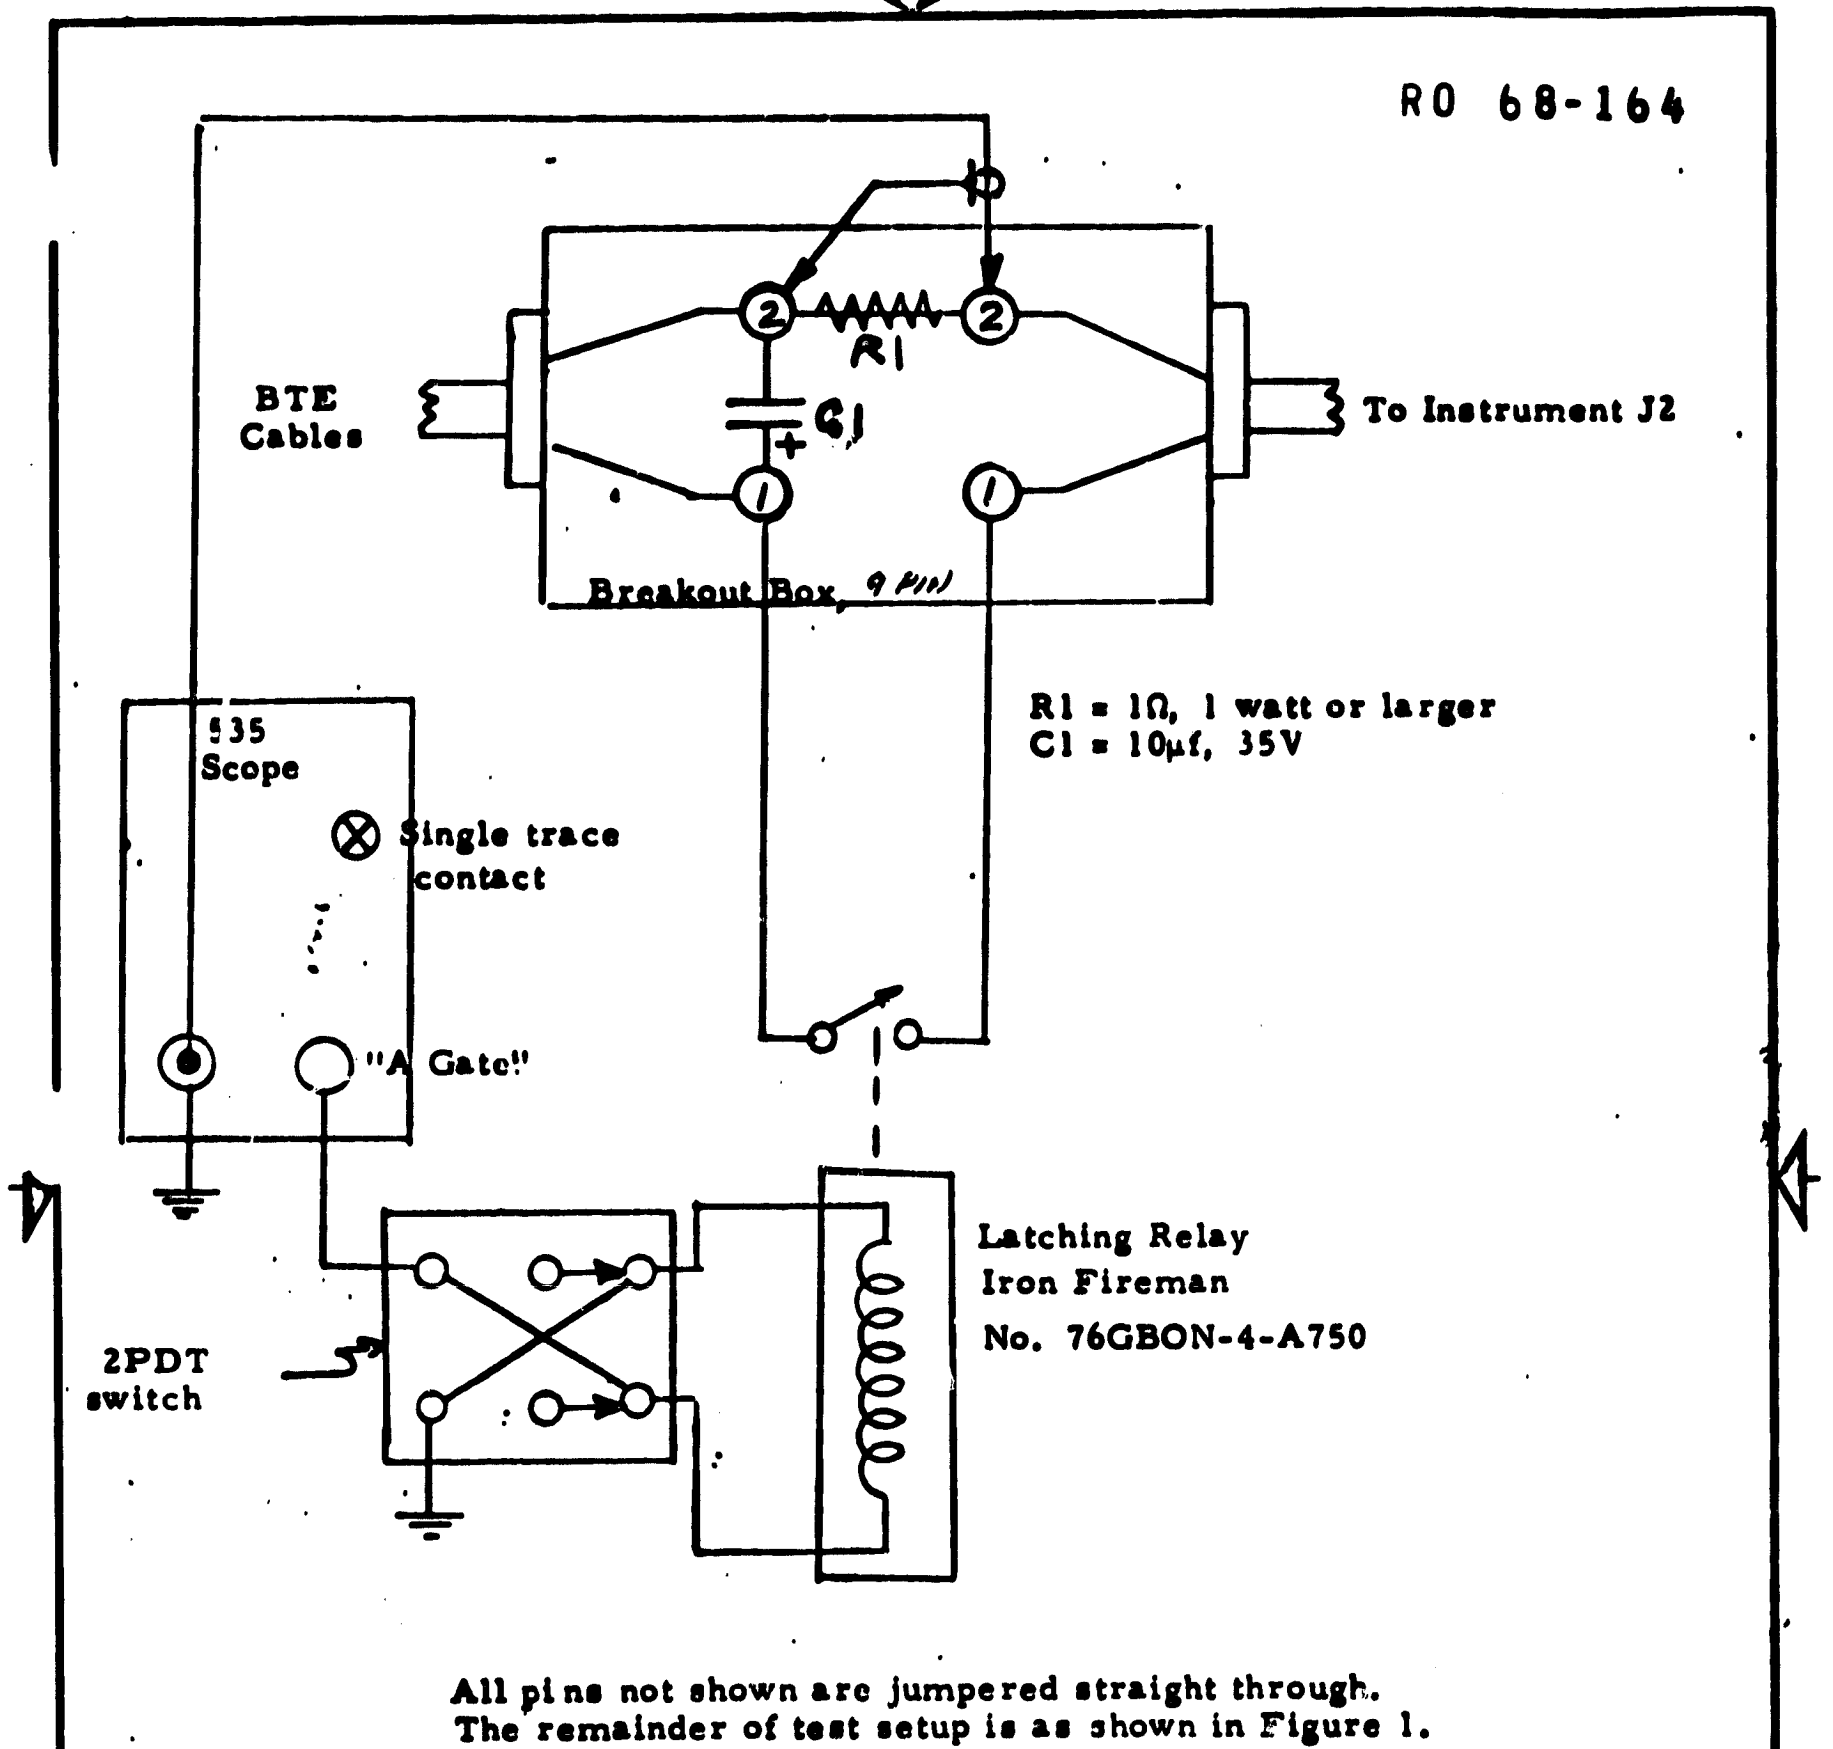 RO 68-164
2
2
R1
C1
+
1
1
BTE
Cables
To Instrument J2
Breakout Box, 9 pin
R1 = 1Ω, 1 watt or larger
C1 = 10µf, 35V
535
Scope
Single trace
contact
"A Gate"
Latching Relay
Iron Fireman
No. 76GBON-4-A750
2PDT
switch
All pins not shown are jumpered straight through.
The remainder of test setup is as shown in Figure 1.